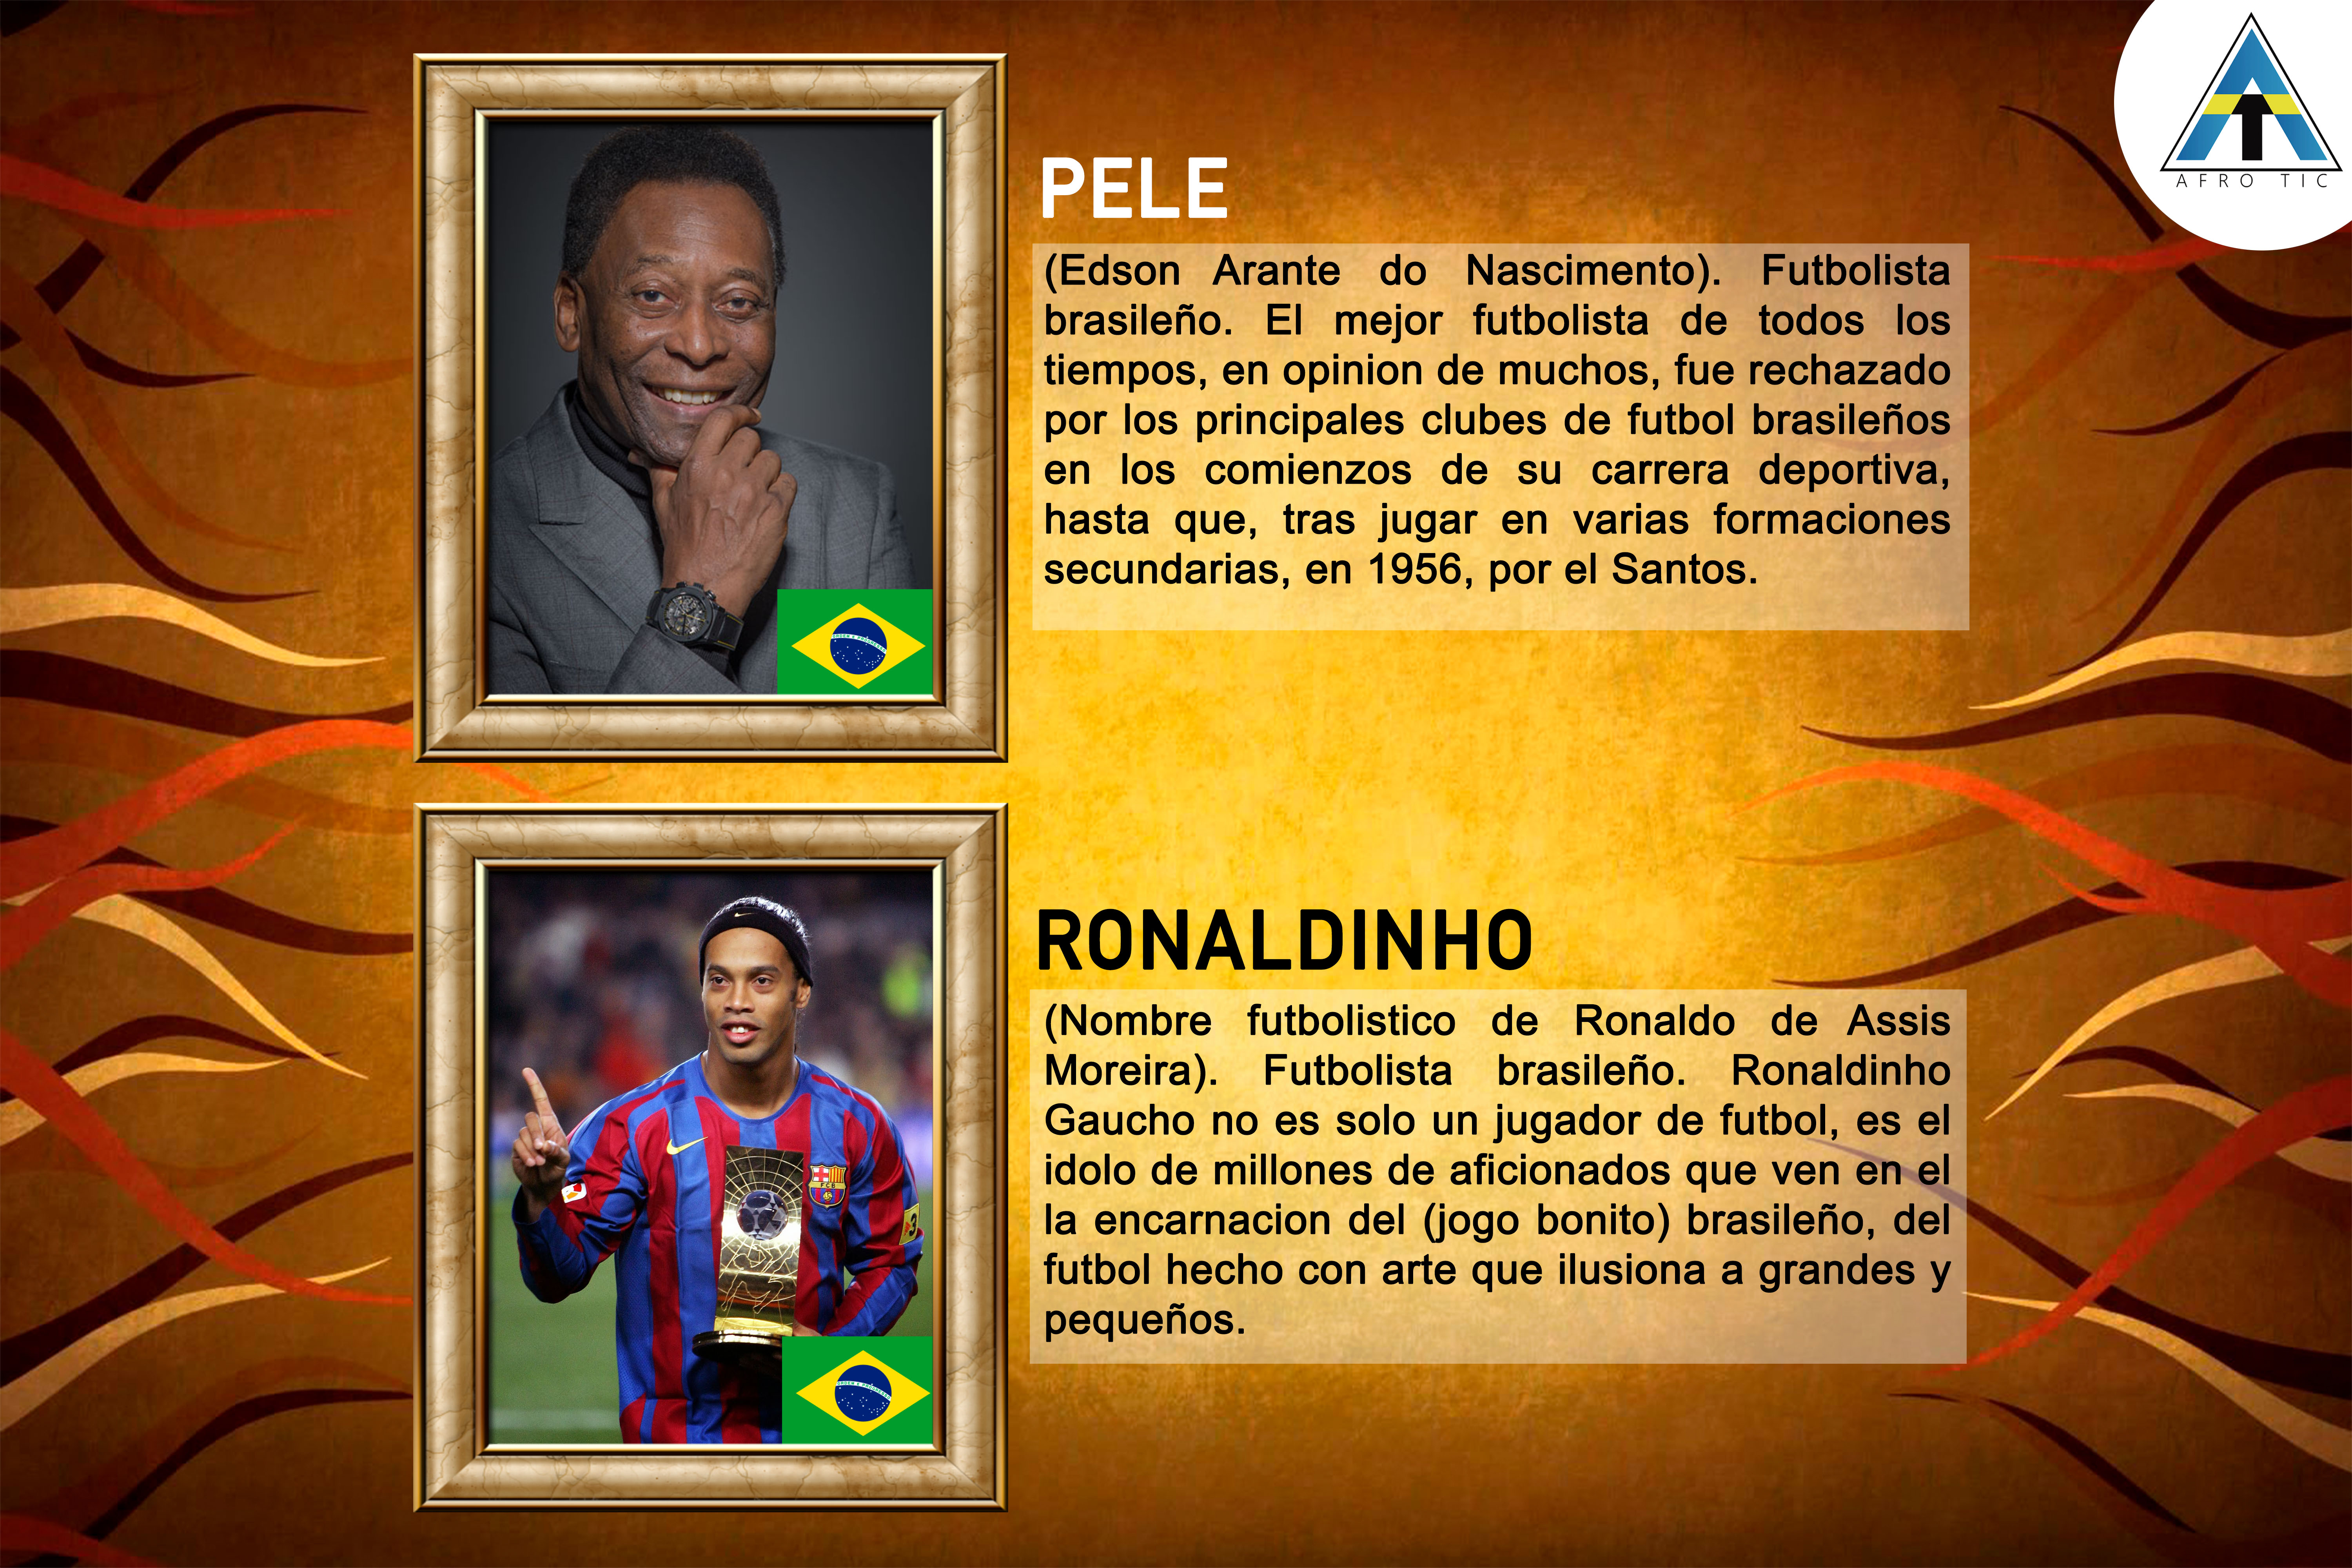 AFRO TIC
PELE
(Edson Arante do Nascimento). Futbolista
brasileño. El mejor futbolista de todos los
tiempos, en opinion de muchos, fue rechazado
por los principales clubes de futbol brasileños
en los comienzos de su carrera deportiva,
hasta que, tras jugar en varias formaciones
secundarias, en 1956, por el Santos.
RONALDINHO
(Nombre futbolistico de Ronaldo de Assis
Moreira). Futbolista brasileño. Ronaldinho
Gaucho no es solo un jugador de futbol, es el
idolo de millones de aficionados que ven en el
la encarnacion del (jogo bonito) brasileño, del
futbol hecho con arte que ilusiona a grandes y
pequeños.
FCB
3